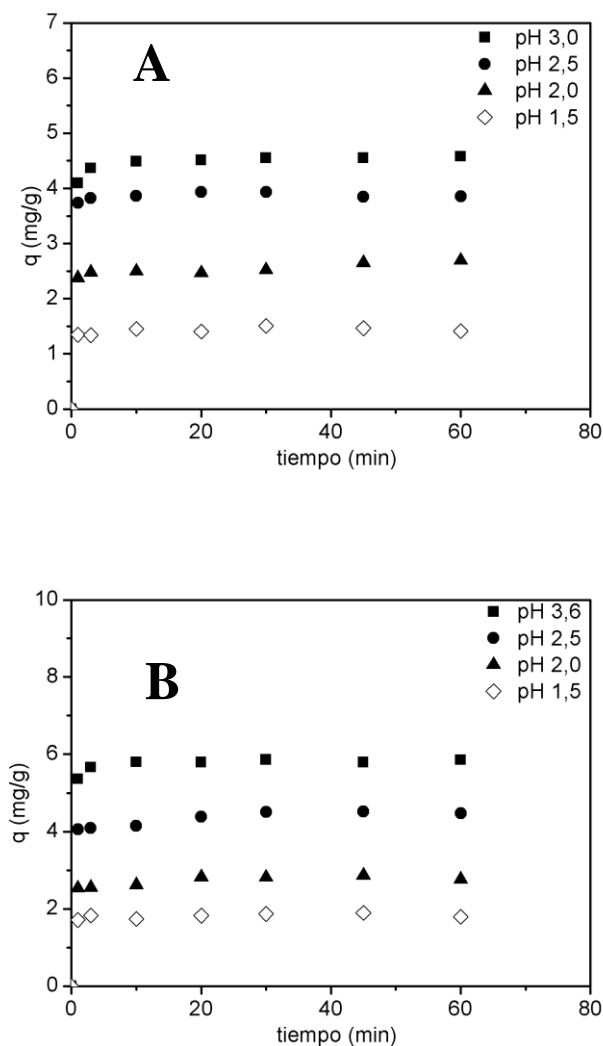 A
pH 3,0
pH 2,5
pH 2,0
pH 1,5
q (mg/g)
7
6
5
4
3
2
1
0
0 20 40 60 80
tiempo (min)
B
pH 3,6
pH 2,5
pH 2,0
pH 1,5
q (mg/g)
10
8
6
4
2
0
0 20 40 60 80
tiempo (min)